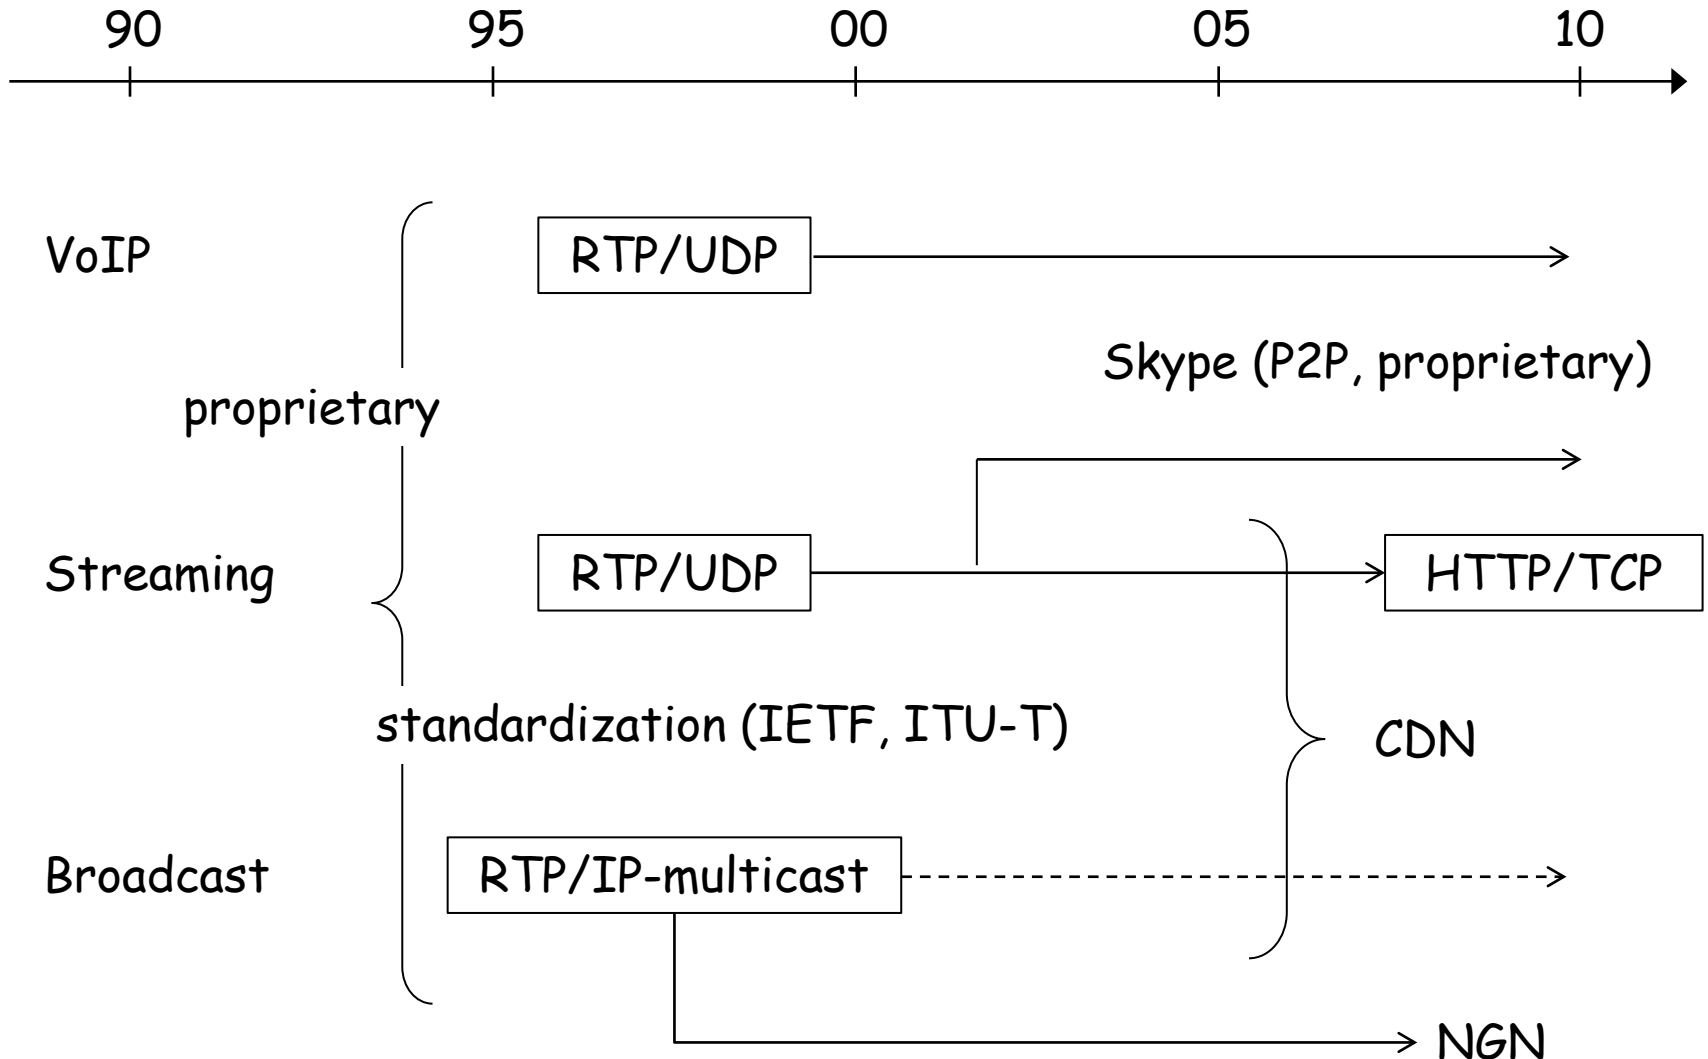 90 95 00 05 10
VoIP RTP/UDP
Skype (P2P, proprietary)
proprietary
Streaming RTP/UDP HTTP/TCP
standardization (IETF, ITU-T)
CDN
Broadcast RTP/IP-multicast
NGN